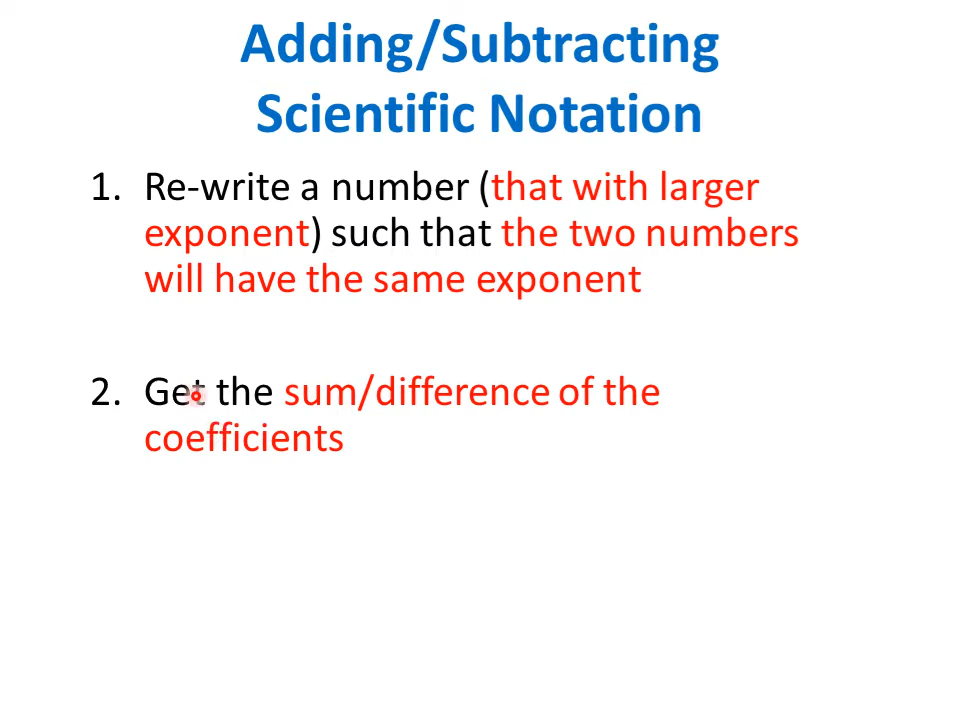 Adding/Subtracting
Scientific Notation
1. Re-write a number (that with larger
exponent) such that the two numbers
will have the same exponent
2. Get the sum/difference of the
coefficients